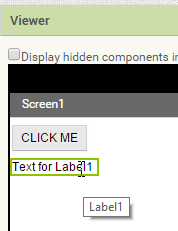 Viewer
Display hidden components in
Screen1
CLICK ME
Text for Label1
Label1